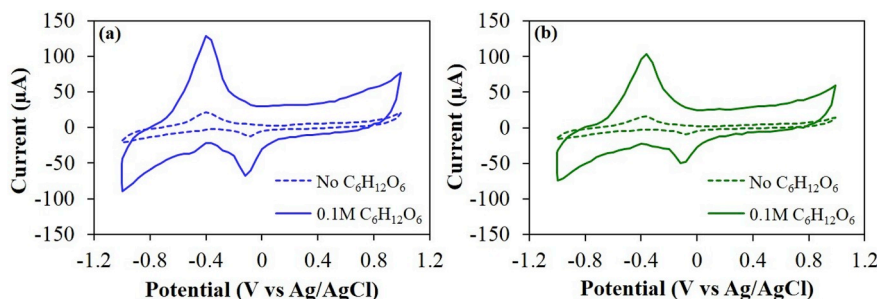 (a)
150
100
50
0
-50
-100
-150
-1.2 -0.8 -0.4 0 0.4 0.8 1.2
Current (µA)
Potential (V vs Ag/AgCl)
No C₆H₁₂O₆
0.1M C₆H₁₂O₆
(b)
150
100
50
0
-50
-100
-150
-1.2 -0.8 -0.4 0 0.4 0.8 1.2
Current (µA)
Potential (V vs Ag/AgCl)
No C₆H₁₂O₆
0.1M C₆H₁₂O₆